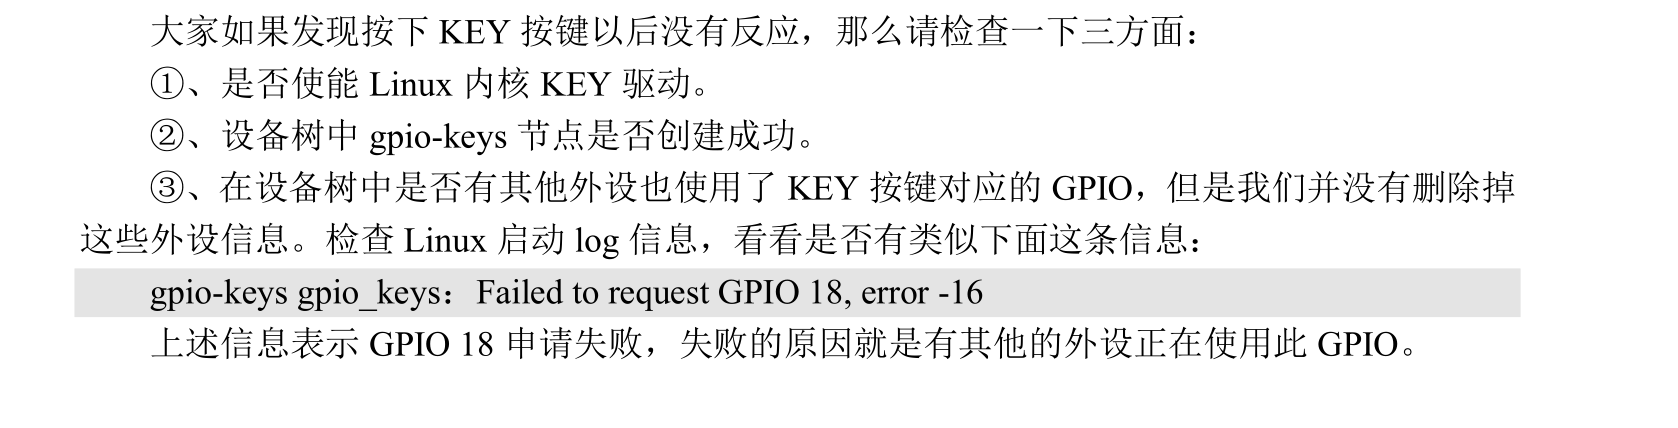 大家如果发现按下 KEY 按键以后没有反应，那么请检查一下三方面：
①、是否使能 Linux 内核 KEY 驱动。
②、设备树中 gpio-keys 节点是否创建成功。
③、在设备树中是否有其他外设也使用了 KEY 按键对应的 GPIO，但是我们并没有删除掉
这些外设信息。检查 Linux 启动 log 信息，看看是否有类似下面这条信息：
gpio-keys gpio_keys：Failed to request GPIO 18, error -16
上述信息表示 GPIO 18 申请失败，失败的原因就是有其他的外设正在使用此 GPIO。